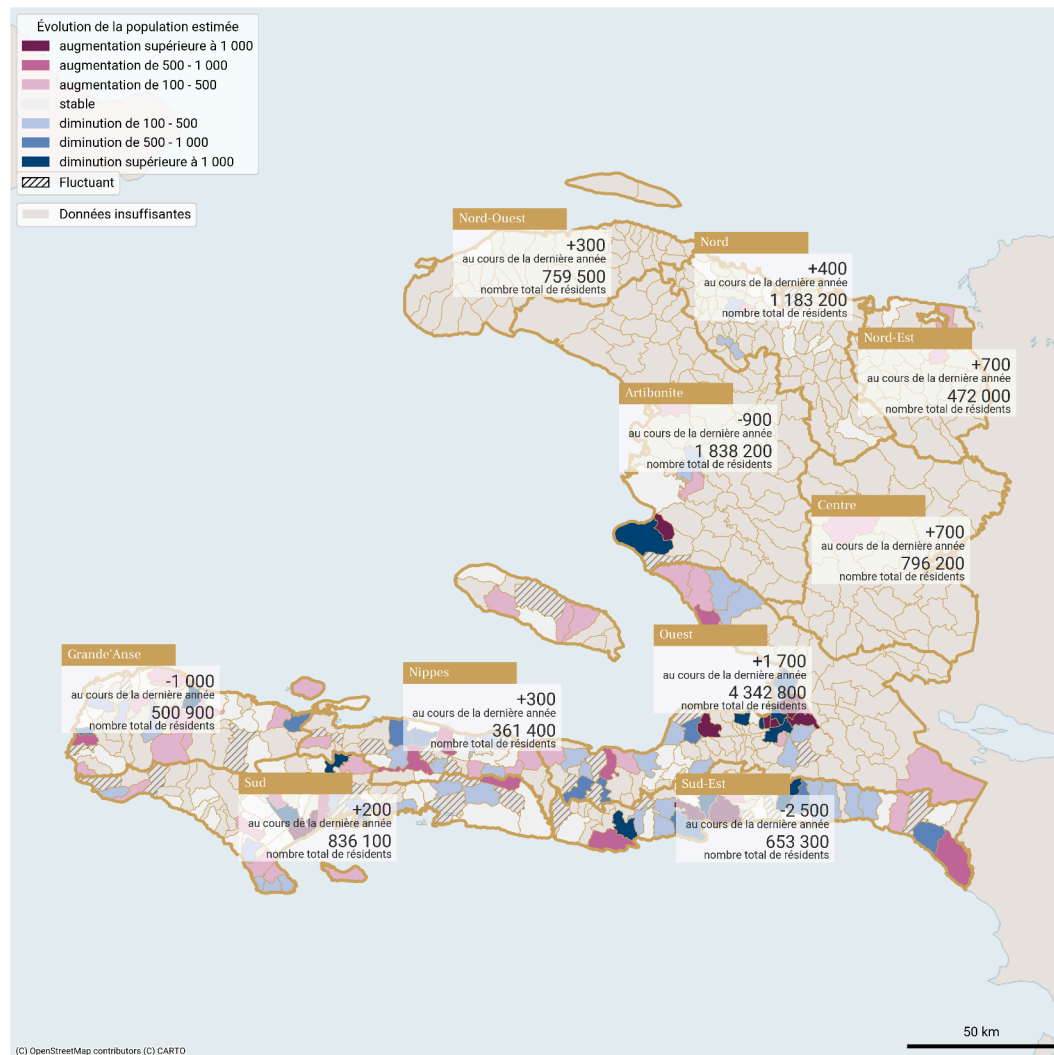 Évolution de la population estimée
augmentation supérieure à 1 000
augmentation de 500 - 1 000
augmentation de 100 - 500
stable
diminution de 100 - 500
diminution de 500 - 1 000
diminution supérieure à 1 000
Fluctuant
Données insuffisantes
Nord-Ouest
+300
au cours de la dernière année
759 500
nombre total de résidents
Nord
+400
au cours de la dernière année
1 183 200
nombre total de résidents
Nord-Est
+700
au cours de la dernière année
472 000
nombre total de résidents
Artibonite
-900
au cours de la dernière année
1 838 200
nombre total de résidents
Centre
+700
au cours de la dernière année
796 200
nombre total de résidents
Ouest
+1 700
au cours de la dernière année
4 342 800
nombre total de résidents
Grande'Anse
-1 000
au cours de la dernière année
500 900
nombre total de résidents
Nippes
+300
au cours de la dernière année
361 400
nombre total de résidents
Sud
+200
au cours de la dernière année
836 100
nombre total de résidents
Sud-Est
-2 500
au cours de la dernière année
653 300
nombre total de résidents
50 km
(C) OpenStreetMap contributors (C) CARTO